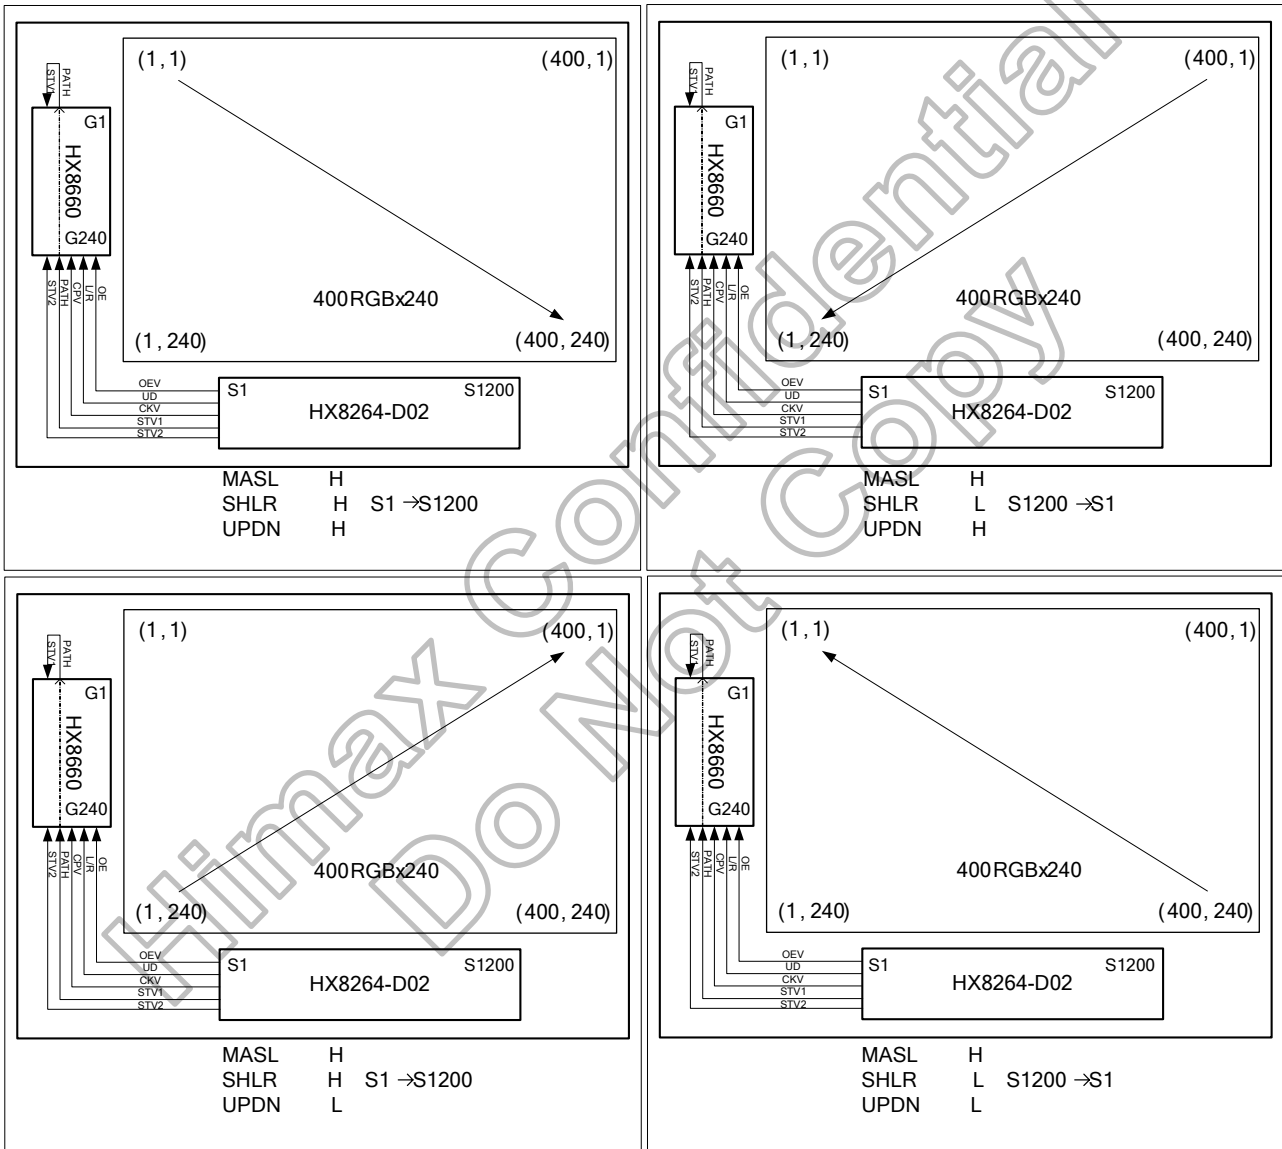 (1,1)
(400,1)
PATH
STV1
G1
HX8660
G240
STV2
PATH
CPV
L/R
OE
400RGBx240
(1,240)
(400,240)
OEV
UD
CKV
STV1
STV2
S1
S1200
HX8264-D02
MASL H
SHLR H S1 →S1200
UPDN H
(1,1)
(400,1)
PATH
STV1
G1
HX8660
G240
STV2
PATH
CPV
L/R
OE
400RGBx240
(1,240)
(400,240)
OEV
UD
CKV
STV1
STV2
S1
S1200
HX8264-D02
MASL H
SHLR L S1200 →S1
UPDN H
(1,1)
(400,1)
PATH
STV1
G1
HX8660
G240
STV2
PATH
CPV
L/R
OE
400RGBx240
(1,240)
(400,240)
OEV
UD
CKV
STV1
STV2
S1
S1200
HX8264-D02
MASL H
SHLR H S1 →S1200
UPDN L
(1,1)
(400,1)
PATH
STV1
G1
HX8660
G240
STV2
PATH
CPV
L/R
OE
400RGBx240
(1,240)
(400,240)
OEV
UD
CKV
STV1
STV2
S1
S1200
HX8264-D02
MASL H
SHLR L S1200 →S1
UPDN L
Himax Confidential
Do Not Copy